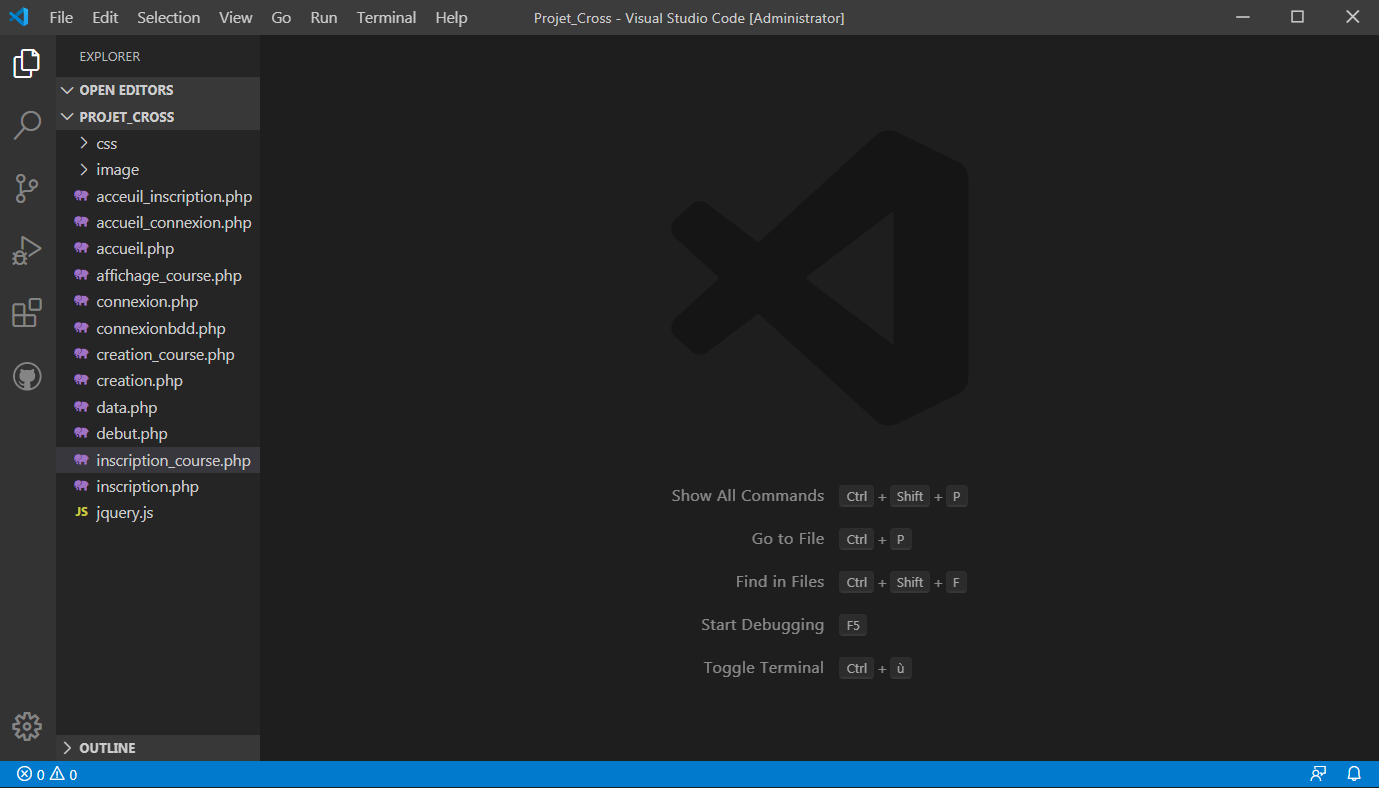 File Edit Selection View Go Run Terminal Help Projet_Cross - Visual Studio Code [Administrator]
EXPLORER
OPEN EDITORS
PROJET_CROSS
css
image
acceuil_inscription.php
accueil_connexion.php
accueil.php
affichage_course.php
connexion.php
connexionbdd.php
creation_course.php
creation.php
data.php
debut.php
inscription_course.php
inscription.php
JS jquery.js
Show All Commands Ctrl + Shift + P
Go to File Ctrl + P
Find in Files Ctrl + Shift + F
Start Debugging F5
Toggle Terminal Ctrl + ù
OUTLINE
0 0